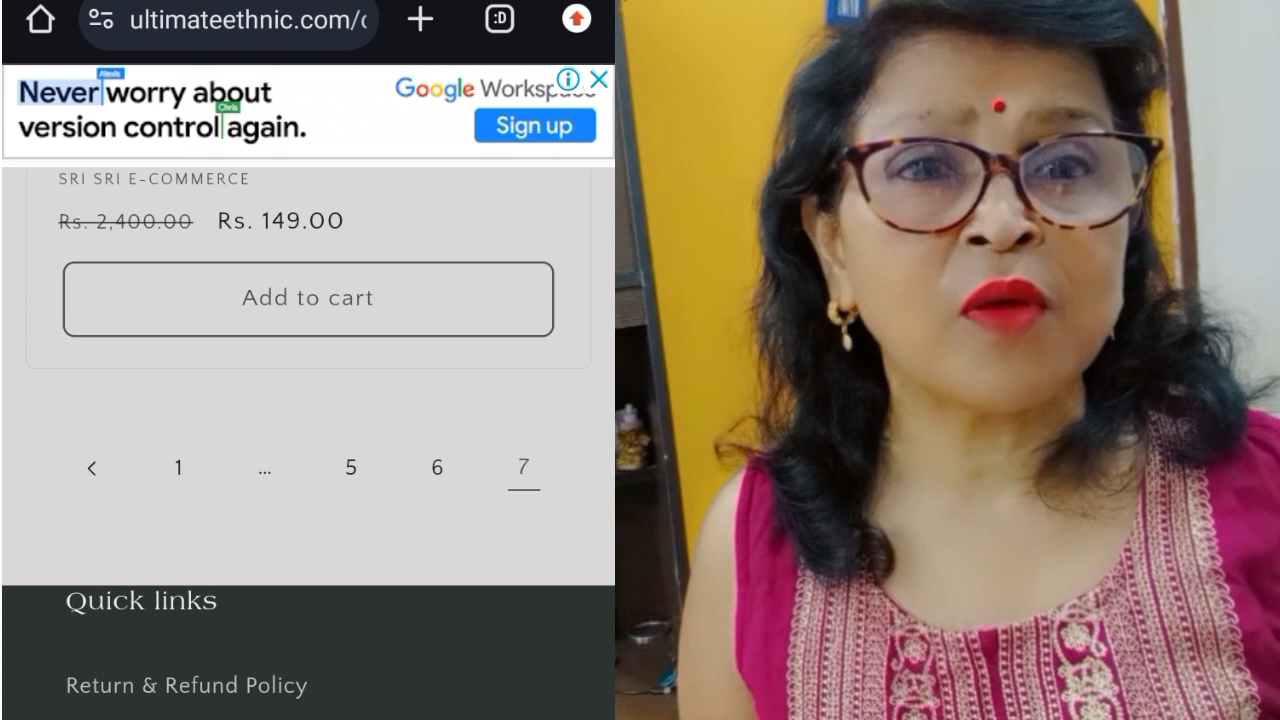 ultimateethnic.com/
:D
Alexis
Never worry about
Chris
version control again.
Google Workspace
Sign up
SRI SRI E-COMMERCE
Rs. 2,400.00 Rs. 149.00
Add to cart
1 ... 5 6 7
Quick links
Return & Refund Policy